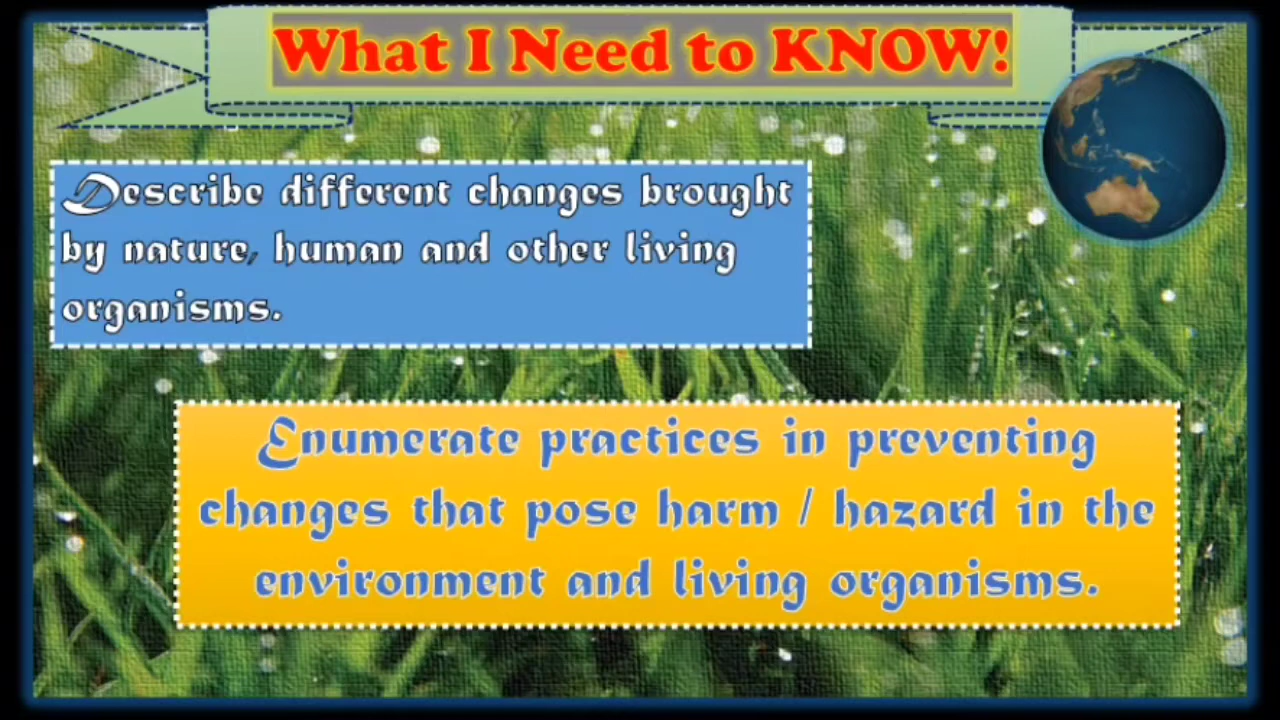 What I Need to KNOW!
Describe different changes brought
by nature, human and other living
organisms.
Enumerate practices in preventing
changes that pose harm / hazard in the
environment and living organisms.